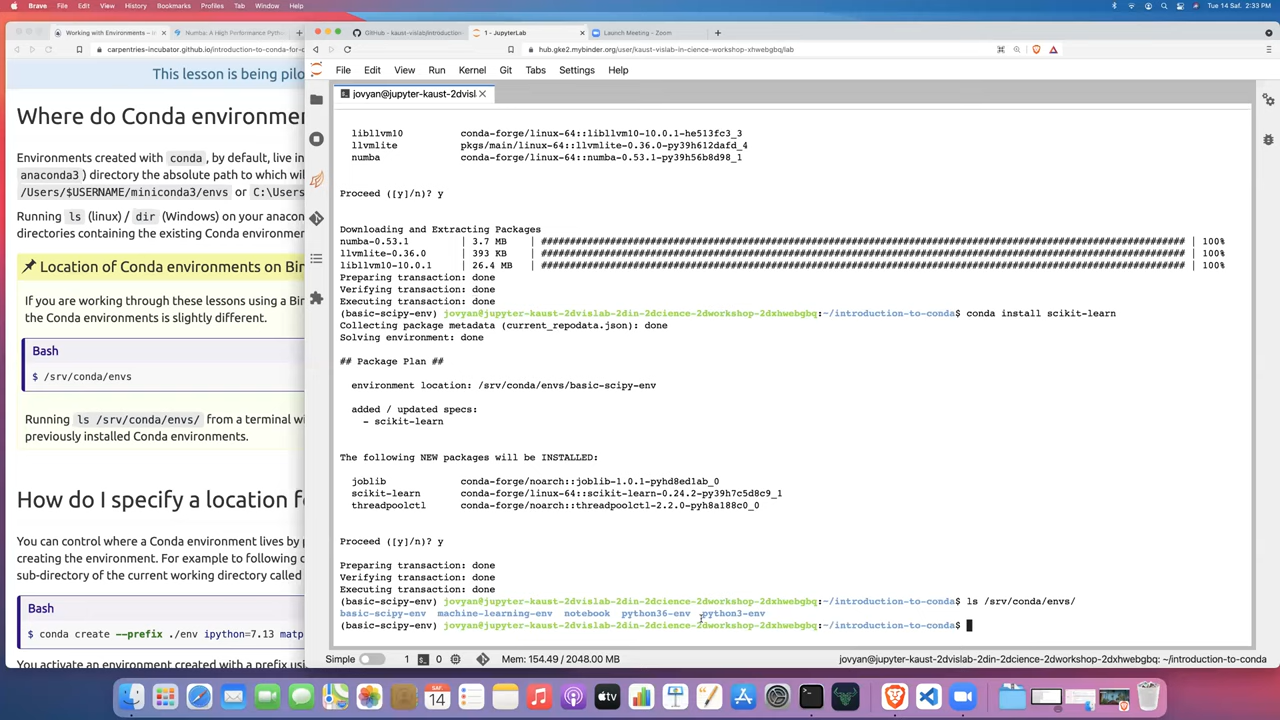 Brave File Edit View History Bookmarks Profiles Tab Window Help
Tue 14 Saf. 2:33 PM
Working with Environments –
Numba: A High Performance Pyth
carpentries-incubator.github.io/introduction-to-conda-for-d
This lesson is being pilo
Where do Conda environmen
Environments created with conda , by default, live in
anaconda3 ) directory the absolute path to which will
/Users/$USERNAME/miniconda3/envs or C:\Users
Running ls (linux) / dir (Windows) on your anacon
directories containing the existing Conda environmen
Location of Conda environments on Bin
If you are working through these lessons using a Bin
the Conda environments is slightly different.
Bash
$ /srv/conda/envs
Running ls /srv/conda/envs/ from a terminal wi
previously installed Conda environments.
How do I specify a location fo
You can control where a Conda environment lives by p
creating the environment. For example to following c
sub-directory of the current working directory called
Bash
$ conda create --prefix ./env ipython=7.13 matp
You activate an environment created with a prefix usin
GitHub - kaust-vislab/introduction-
1 - JupyterLab
Launch Meeting - Zoom
hub.gke2.mybinder.org/user/kaust-vislab-in-cience-workshop-xhwebgbq/lab
File Edit View Run Kernel Git Tabs Settings Help
jovyan@jupyter-kaust-2dvisl
libllvm10 conda-forge/linux-64::libllvm10-10.0.1-he513fc3_3
llvmlite pkgs/main/linux-64::llvmlite-0.36.0-py39h612dafd_4
numba conda-forge/linux-64::numba-0.53.1-py39h56b8d98_1
Proceed ([y]/n)? y
Downloading and Extracting Packages
numba-0.53.1 | 3.7 MB | ############################################################################ | 100%
llvmlite-0.36.0 | 393 KB | ############################################################################ | 100%
libllvm10-10.0.1 | 26.4 MB | ############################################################################ | 100%
Preparing transaction: done
Verifying transaction: done
Executing transaction: done
(basic-scipy-env) jovyan@jupyter-kaust-2dvislab-2din-2dcience-2dworkshop-2dxhwebgbq:~/introduction-to-conda$ conda install scikit-learn
Collecting package metadata (current_repodata.json): done
Solving environment: done
## Package Plan ##
environment location: /srv/conda/envs/basic-scipy-env
added / updated specs:
- scikit-learn
The following NEW packages will be INSTALLED:
joblib conda-forge/noarch::joblib-1.0.1-pyhd8ed1ab_0
scikit-learn conda-forge/linux-64::scikit-learn-0.24.2-py39h7c5d8c9_1
threadpoolctl conda-forge/noarch::threadpoolctl-2.2.0-pyh8a188c0_0
Proceed ([y]/n)? y
Preparing transaction: done
Verifying transaction: done
Executing transaction: done
(basic-scipy-env) jovyan@jupyter-kaust-2dvislab-2din-2dcience-2dworkshop-2dxhwebgbq:~/introduction-to-conda$ ls /srv/conda/envs/
basic-scipy-env machine-learning-env notebook python36-env python3-env
(basic-scipy-env) jovyan@jupyter-kaust-2dvislab-2din-2dcience-2dworkshop-2dxhwebgbq:~/introduction-to-conda$
Simple 1 0 Mem: 154.49 / 2048.00 MB jovyan@jupyter-kaust-2dvislab-2din-2dcience-2dworkshop-2dxhwebgbq: ~/introduction-to-conda